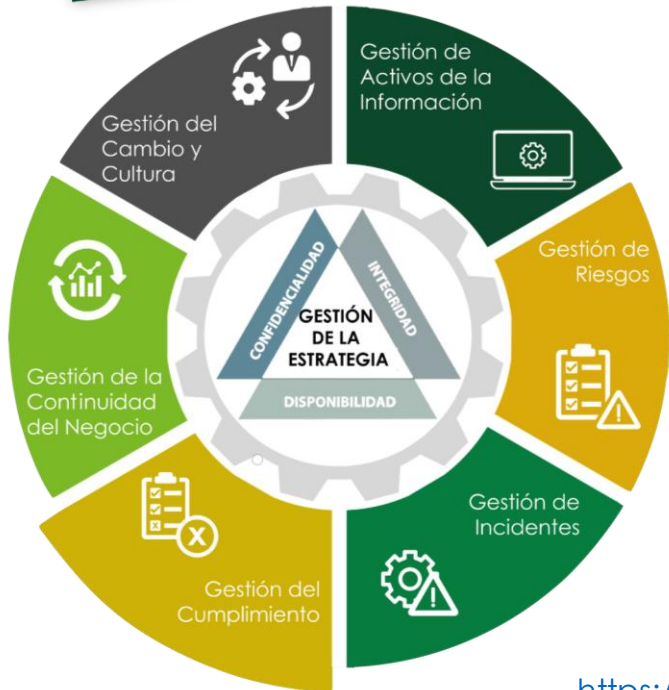 Gestión de
Activos de la
Información
Gestión de
Riesgos
Gestión de
Incidentes
Gestión del
Cumplimiento
Gestión de la
Continuidad
del Negocio
Gestión del
Cambio y
Cultura
CONFIDENCIALIDAD
INTEGRIDAD
GESTIÓN
DE LA
ESTRATEGIA
DISPONIBILIDAD
https:/